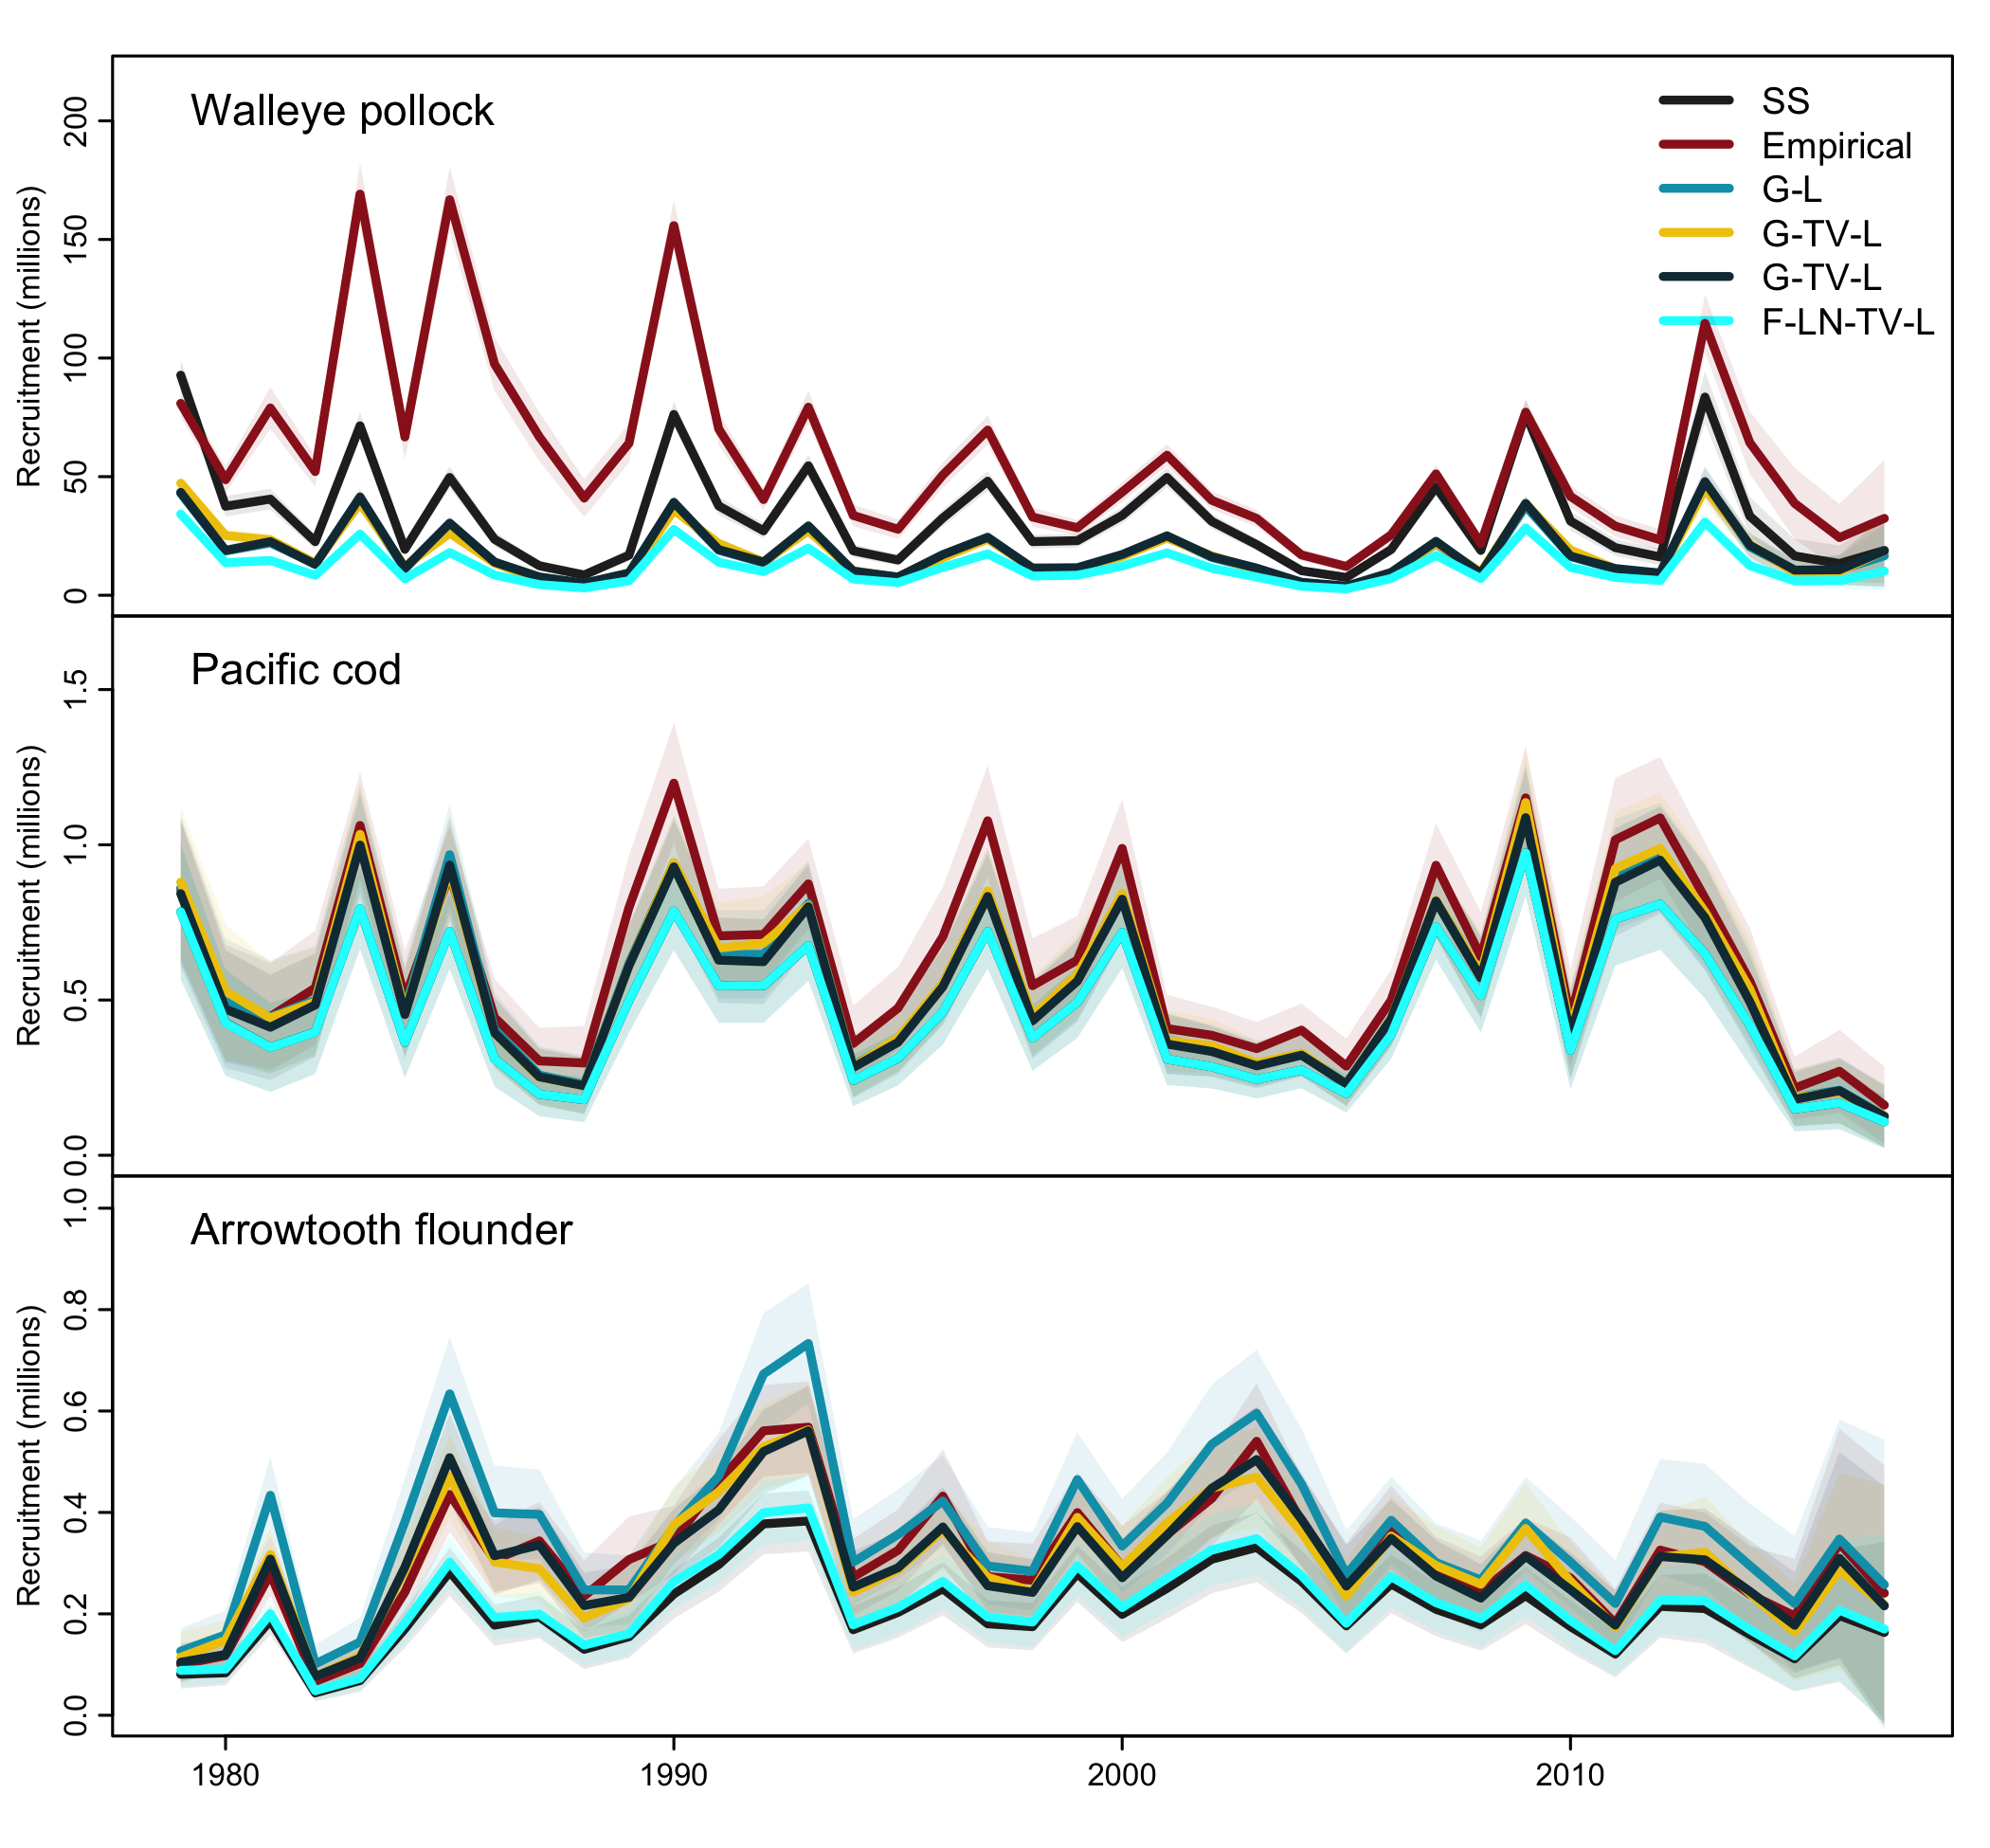 Walleye pollock
SS
Empirical
G-L
G-TV-L
G-TV-L
F-LN-TV-L
Recruitment (millions)
200
150
100
50
0
Pacific cod
Recruitment (millions)
1.5
1.0
0.5
0.0
Arrowtooth flounder
Recruitment (millions)
1.0
0.8
0.6
0.4
0.2
0.0
1980 1990 2000 2010